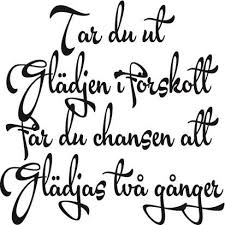 Tar du ut
Glädjen i förskott
Får du chansen att
Glädjas två gånger